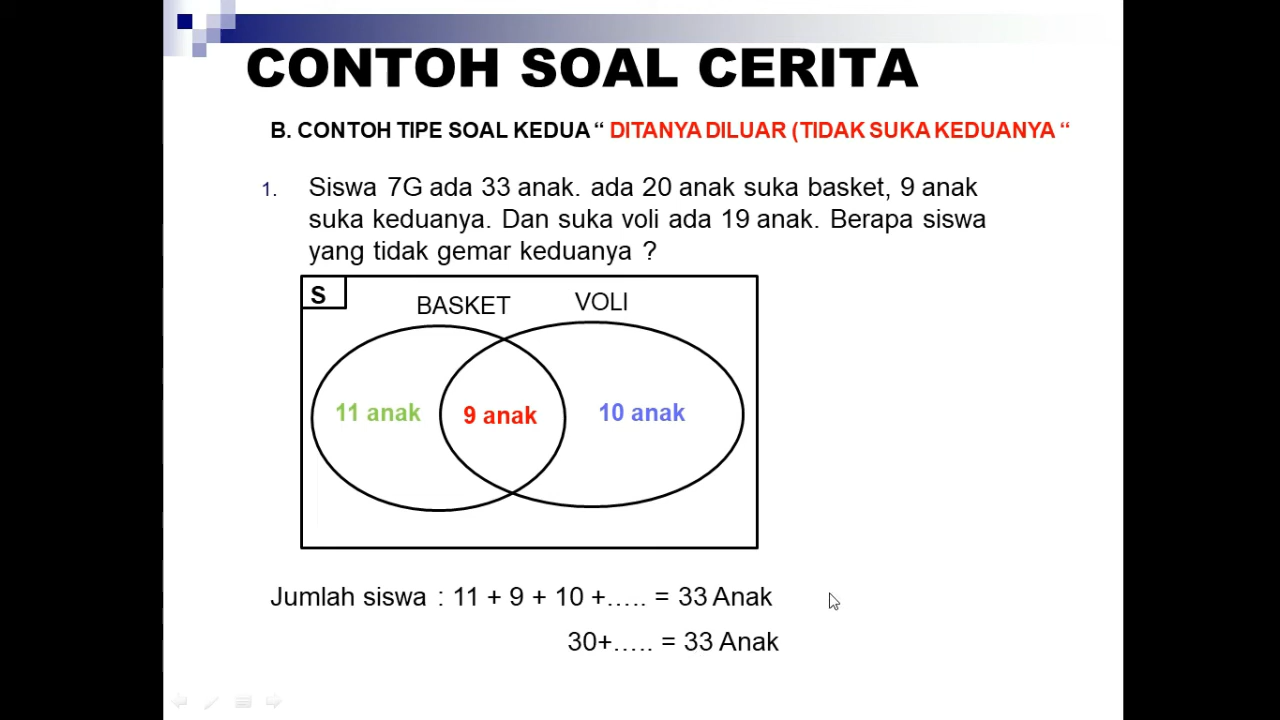 CONTOH SOAL CERITA
B. CONTOH TIPE SOAL KEDUA “ DITANYA DILUAR (TIDAK SUKA KEDUANYA “
1. Siswa 7G ada 33 anak. ada 20 anak suka basket, 9 anak
suka keduanya. Dan suka voli ada 19 anak. Berapa siswa
yang tidak gemar keduanya ?
S
BASKET VOLI
11 anak 9 anak 10 anak
Jumlah siswa : 11 + 9 + 10 +..... = 33 Anak
30+..... = 33 Anak